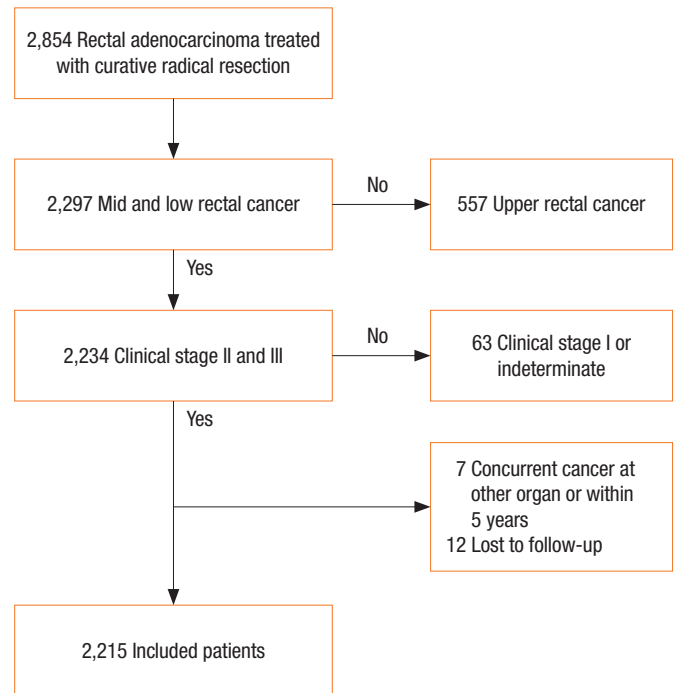 2,854 Rectal adenocarcinoma treated
with curative radical resection
2,297 Mid and low rectal cancer
No
557 Upper rectal cancer
Yes
2,234 Clinical stage II and III
No
63 Clinical stage I or
indeterminate
Yes
7 Concurrent cancer at
other organ or within
5 years
12 Lost to follow-up
2,215 Included patients